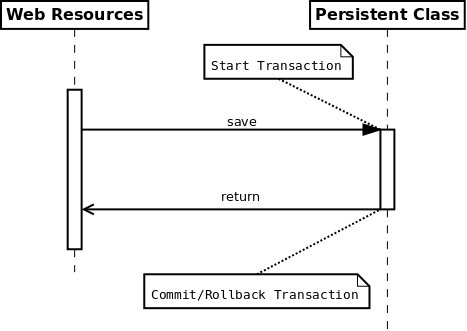 Web Resources
Persistent Class
Start Transaction
save
return
Commit/Rollback Transaction